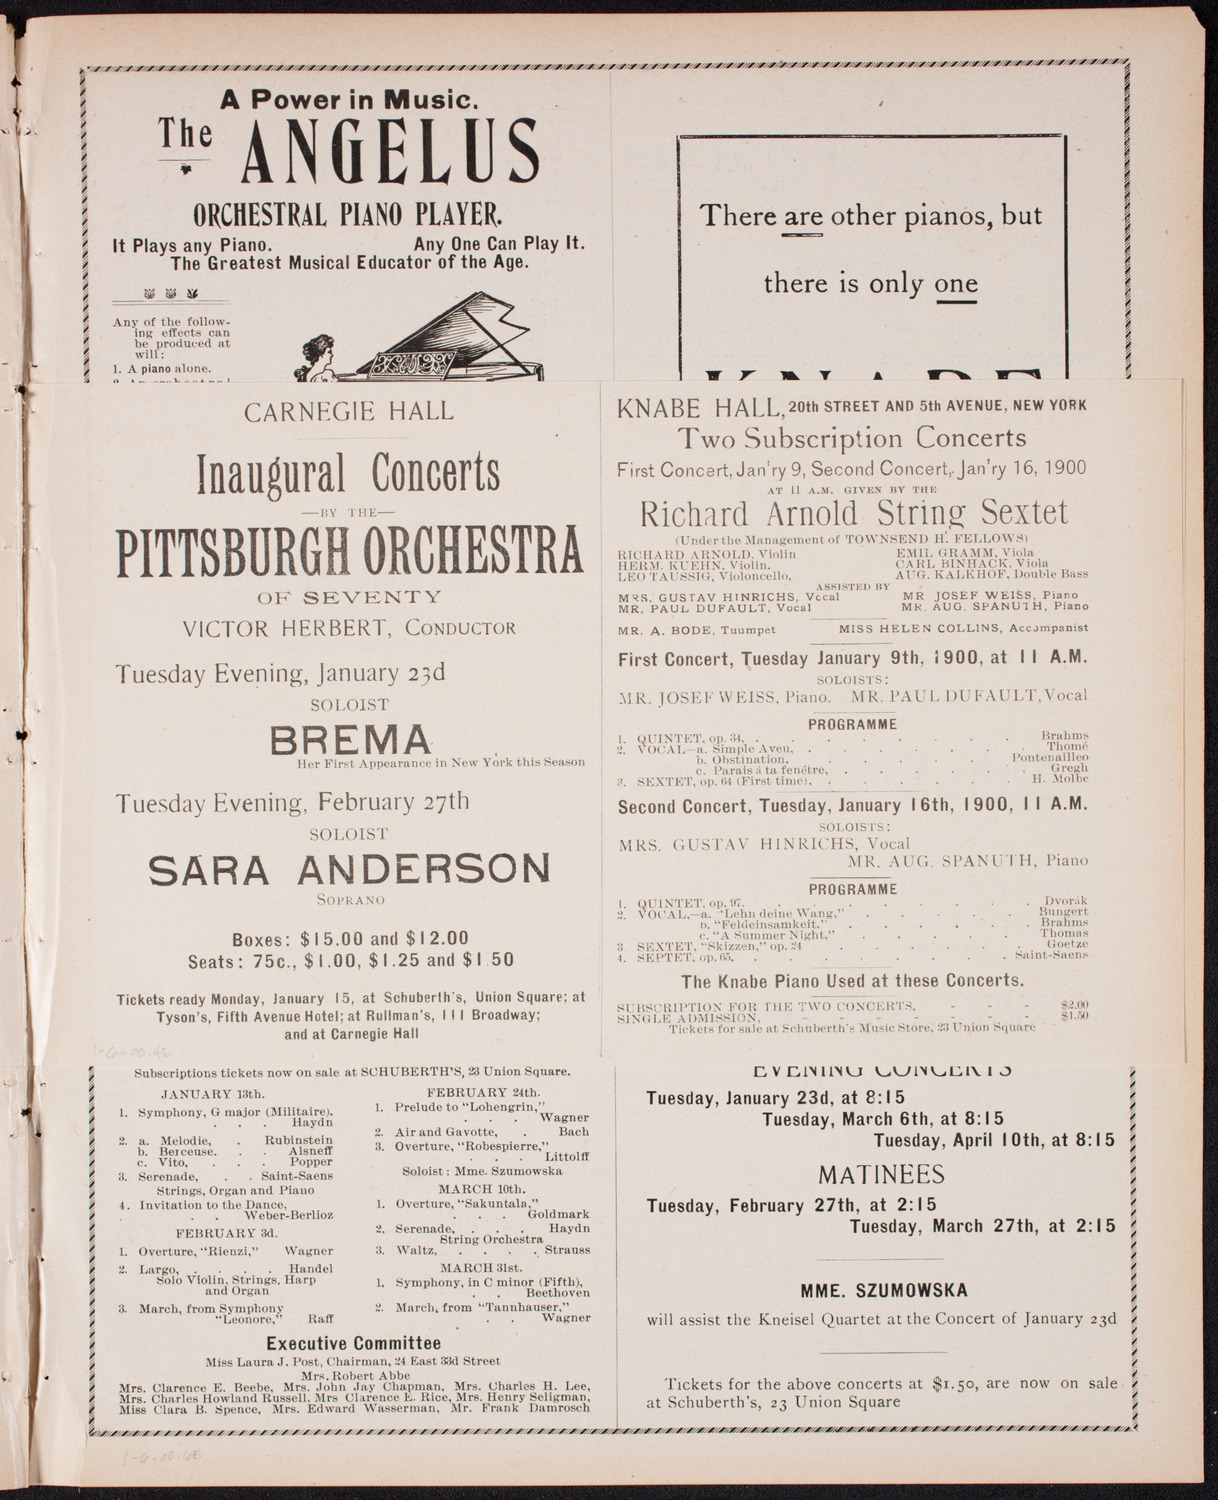 A Power in Music.
The ANGELUS
ORCHESTRAL PIANO PLAYER.
It Plays any Piano. Any One Can Play It.
The Greatest Musical Educator of the Age.
Any of the follow-
ing effects can
be produced at
will:
1. A piano alone.
There are other pianos, but
there is only one
KNABE
CARNEGIE HALL
Inaugural Concerts
—BY THE—
PITTSBURGH ORCHESTRA
OF SEVENTY
VICTOR HERBERT, CONDUCTOR
Tuesday Evening, January 23d
SOLOIST
BREMA
Her First Appearance in New York this Season
Tuesday Evening, February 27th
SOLOIST
SARA ANDERSON
SOPRANO
Boxes: $15.00 and $12.00
Seats: 75c., $1.00, $1.25 and $1.50
Tickets ready Monday, January 15, at Schuberth's, Union Square; at
Tyson's, Fifth Avenue Hotel; at Rullman's, 111 Broadway;
and at Carnegie Hall
KNABE HALL, 20th STREET AND 5th AVENUE, NEW YORK
Two Subscription Concerts
First Concert, Jan'ry 9, Second Concert, Jan'ry 16, 1900
AT 11 A.M. GIVEN BY THE
Richard Arnold String Sextet
(Under the Management of TOWNSEND H. FELLOWS)
RICHARD ARNOLD, Violin EMIL GRAMM, Viola
HERM. KUEHN, Violin. CARL BINHACK, Viola
LEO TAUSSIG, Violoncello, AUG. KALKHOF, Double Bass
ASSISTED BY
MRS. GUSTAV HINRICHS, Vocal MR JOSEF WEISS, Piano
MR. PAUL DUFAULT, Vocal MR. AUG. SPANUTH, Piano
MR. A. BODE, Tuumpet MISS HELEN COLLINS, Accompanist
First Concert, Tuesday January 9th, 1900, at 11 A.M.
SOLOISTS:
MR. JOSEF WEISS, Piano. MR. PAUL DUFAULT, Vocal
PROGRAMME
1. QUINTET, op. 34, . . . . . . . Brahms
2. VOCAL—a. Simple Aveu, . . . . . . Thomé
b. Obstination, . . . . . Pontenailleo
c. Parais á ta fenétre, . . . . . Gregh
3. SEXTET, op. 64 (First time), . . . . . . H. Molbe
Second Concert, Tuesday, January 16th, 1900, 11 A.M.
SOLOISTS:
MRS. GUSTAV HINRICHS, Vocal
MR. AUG. SPANUTH, Piano
PROGRAMME
1. QUINTET, op. 97. . . . . . . . Dvorák
2. VOCAL,—a. "Lehn deine Wang," . . . . . Bungert
b. "Feldeinsamkeit." . . . . . Brahms
c. "A Summer Night," . . . . . Thomas
3 SEXTET, "Skizzen," op. 24 . . . . . Goetze
4. SEPTET, op. 65, . . . . . . . Saint-Saens
The Knabe Piano Used at these Concerts.
SUBSCRIPTION FOR THE TWO CONCERTS, - - - $2.00
SINGLE ADMISSION, - - - - - - $1.50
Tickets for sale at Schuberth's Music Store, 23 Union Square
1-6-00.4E
Subscriptions tickets now on sale at SCHUBERTH'S, 23 Union Square.
JANUARY 13th.
1. Symphony, G major (Militaire),
. . . Haydn
2. a. Melodie, . Rubinstein
b. Berceuse. . . Alsneff
c. Vito, . . . Popper
3. Serenade, . . Saint-Saens
Strings, Organ and Piano
4. Invitation to the Dance,
. . Weber-Berlioz
FEBRUARY 3d.
1. Overture, "Rienzi," Wagner
2. Largo, . . . . Handel
Solo Violin, Strings, Harp
and Organ
3. March, from Symphony
"Leonore," Raff
FEBRUARY 24th.
1. Prelude to "Lohengrin,"
. . . Wagner
2. Air and Gavotte, . Bach
3. Overture, "Robespierre,"
. . . Littolff
Soloist: Mme. Szumowska
MARCH 10th.
1. Overture, "Sakuntala,"
. . . Goldmark
2. Serenade, . . . Haydn
String Orchestra
3. Waltz, . . . . Strauss
MARCH 31st.
1. Symphony, in C minor (Fifth),
. . Beethoven
2. March, from "Tannhauser,"
. . Wagner
Executive Committee
Miss Laura J. Post, Chairman, 24 East 33d Street
Mrs. Robert Abbe
Mrs. Clarence E. Beebe, Mrs. John Jay Chapman, Mrs. Charles H. Lee,
Mrs. Charles Howland Russell, Mrs Clarence E. Rice, Mrs. Henry Seligman,
Miss Clara B. Spence, Mrs. Edward Wasserman, Mr. Frank Damrosch
EVENING CONCERTS
Tuesday, January 23d, at 8:15
Tuesday, March 6th, at 8:15
Tuesday, April 10th, at 8:15
MATINEES
Tuesday, February 27th, at 2:15
Tuesday, March 27th, at 2:15
MME. SZUMOWSKA
will assist the Kneisel Quartet at the Concert of January 23d
Tickets for the above concerts at $1.50, are now on sale
at Schuberth's, 23 Union Square
1-6-00.4E